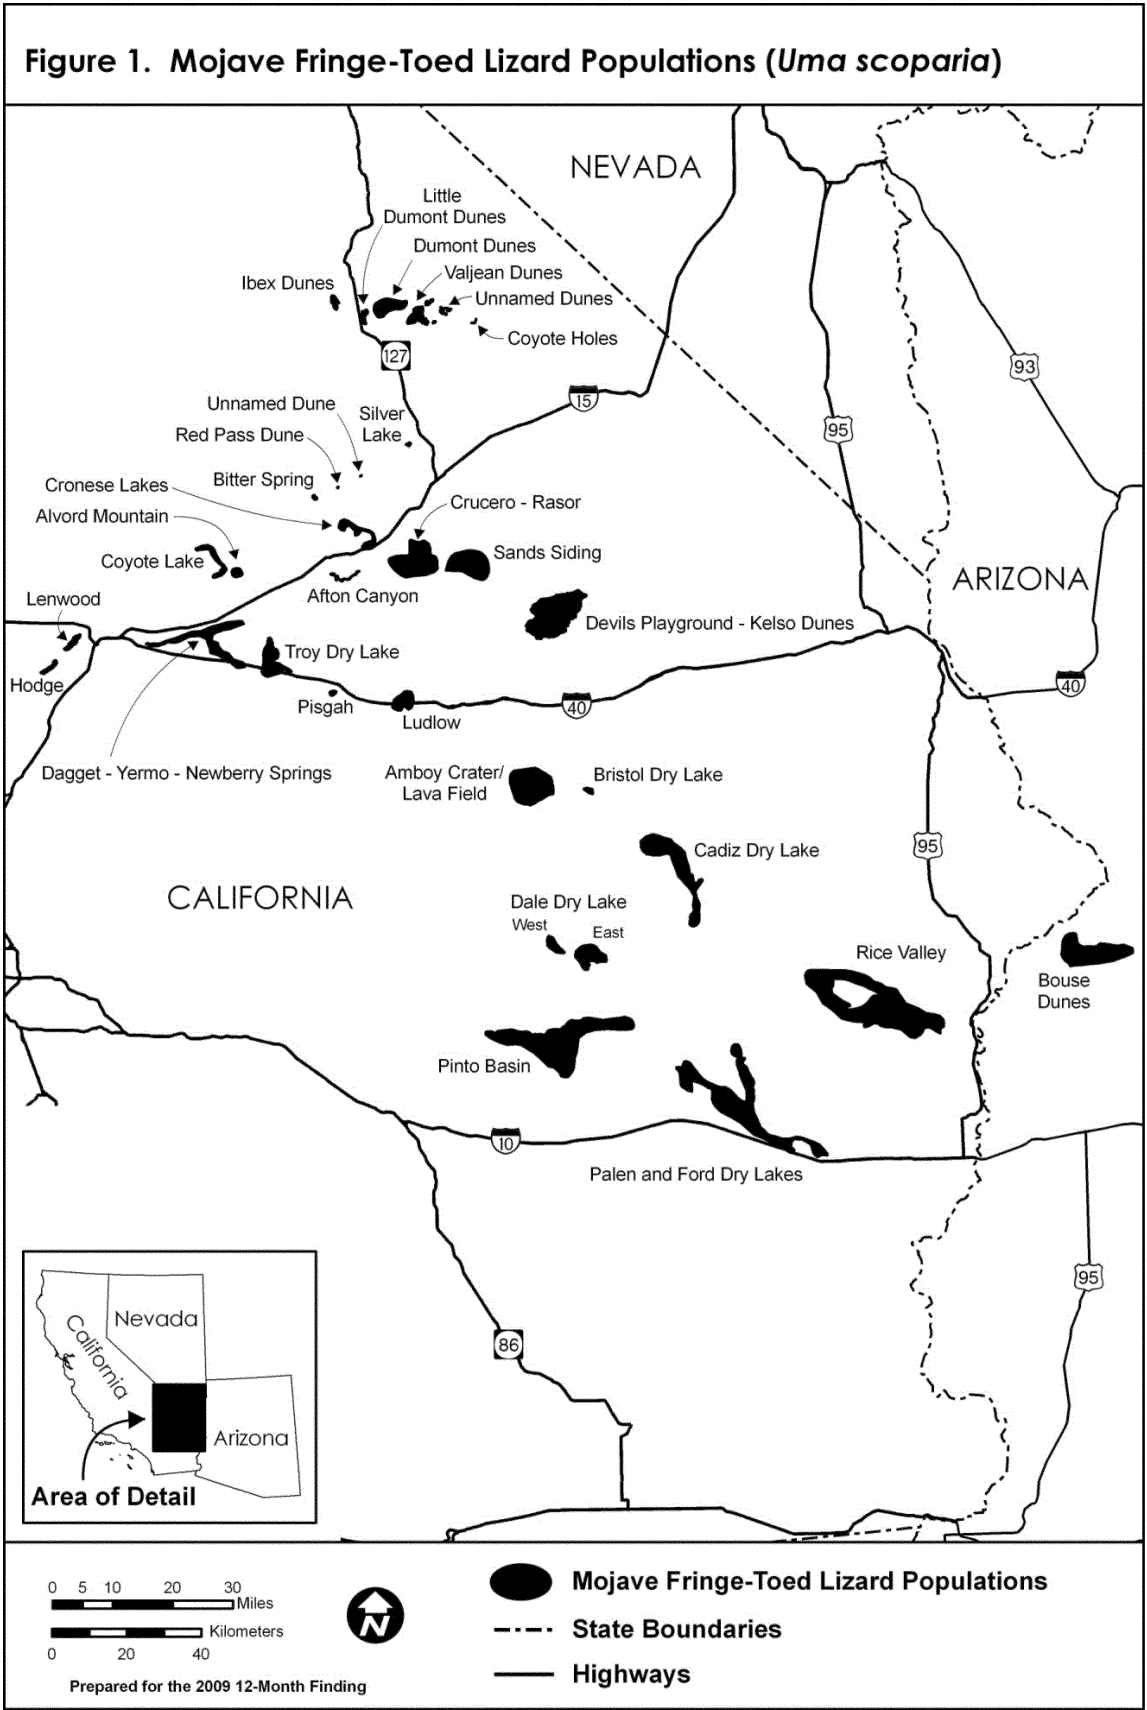 Figure 1.  Mojave Fringe-Toed Lizard Populations (Uma scoparia)
NEVADA
Little
Dumont Dunes
Dumont Dunes
Valjean Dunes
Ibex Dunes
Unnamed Dunes
Coyote Holes
127
93
15
Unnamed Dune
Silver
Lake
95
Red Pass Dune
Bitter Spring
Cronese Lakes
Crucero - Rasor
Alvord Mountain
Sands Siding
Coyote Lake
ARIZONA
Afton Canyon
Lenwood
Devils Playground - Kelso Dunes
Troy Dry Lake
Hodge
40
Pisgah
40
Ludlow
Dagget - Yermo - Newberry Springs
Amboy Crater/
Lava Field
Bristol Dry Lake
95
Cadiz Dry Lake
CALIFORNIA
Dale Dry Lake
West
East
Rice Valley
Bouse
Dunes
Pinto Basin
10
Palen and Ford Dry Lakes
95
86
Nevada
California
Arizona
Area of Detail
0 5 10 20 30
Miles
Kilometers
0 20 40
N
Prepared for the 2009 12-Month Finding
Mojave Fringe-Toed Lizard Populations
State Boundaries
Highways